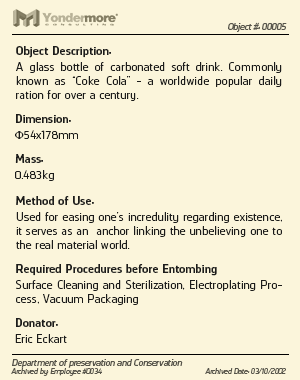 Yondermore®
CONSULTING
Object #: 00005
Object Description:
A glass bottle of carbonated soft drink. Commonly
known as “Coke Cola” - a worldwide popular daily
ration for over a century.
Dimension:
Φ54x178mm
Mass:
0.483kg
Method of Use:
Used for easing one's incredulity regarding existence,
it serves as an anchor linking the unbelieving one to
the real material world.
Required Procedures before Entombing
Surface Cleaning and Sterilization, Electroplating Pro-
cess, Vacuum Packaging
Donator:
Eric Eckart
Department of preservation and Conservation
Archived by Employee #0034
Archived Date: 03/10/2002